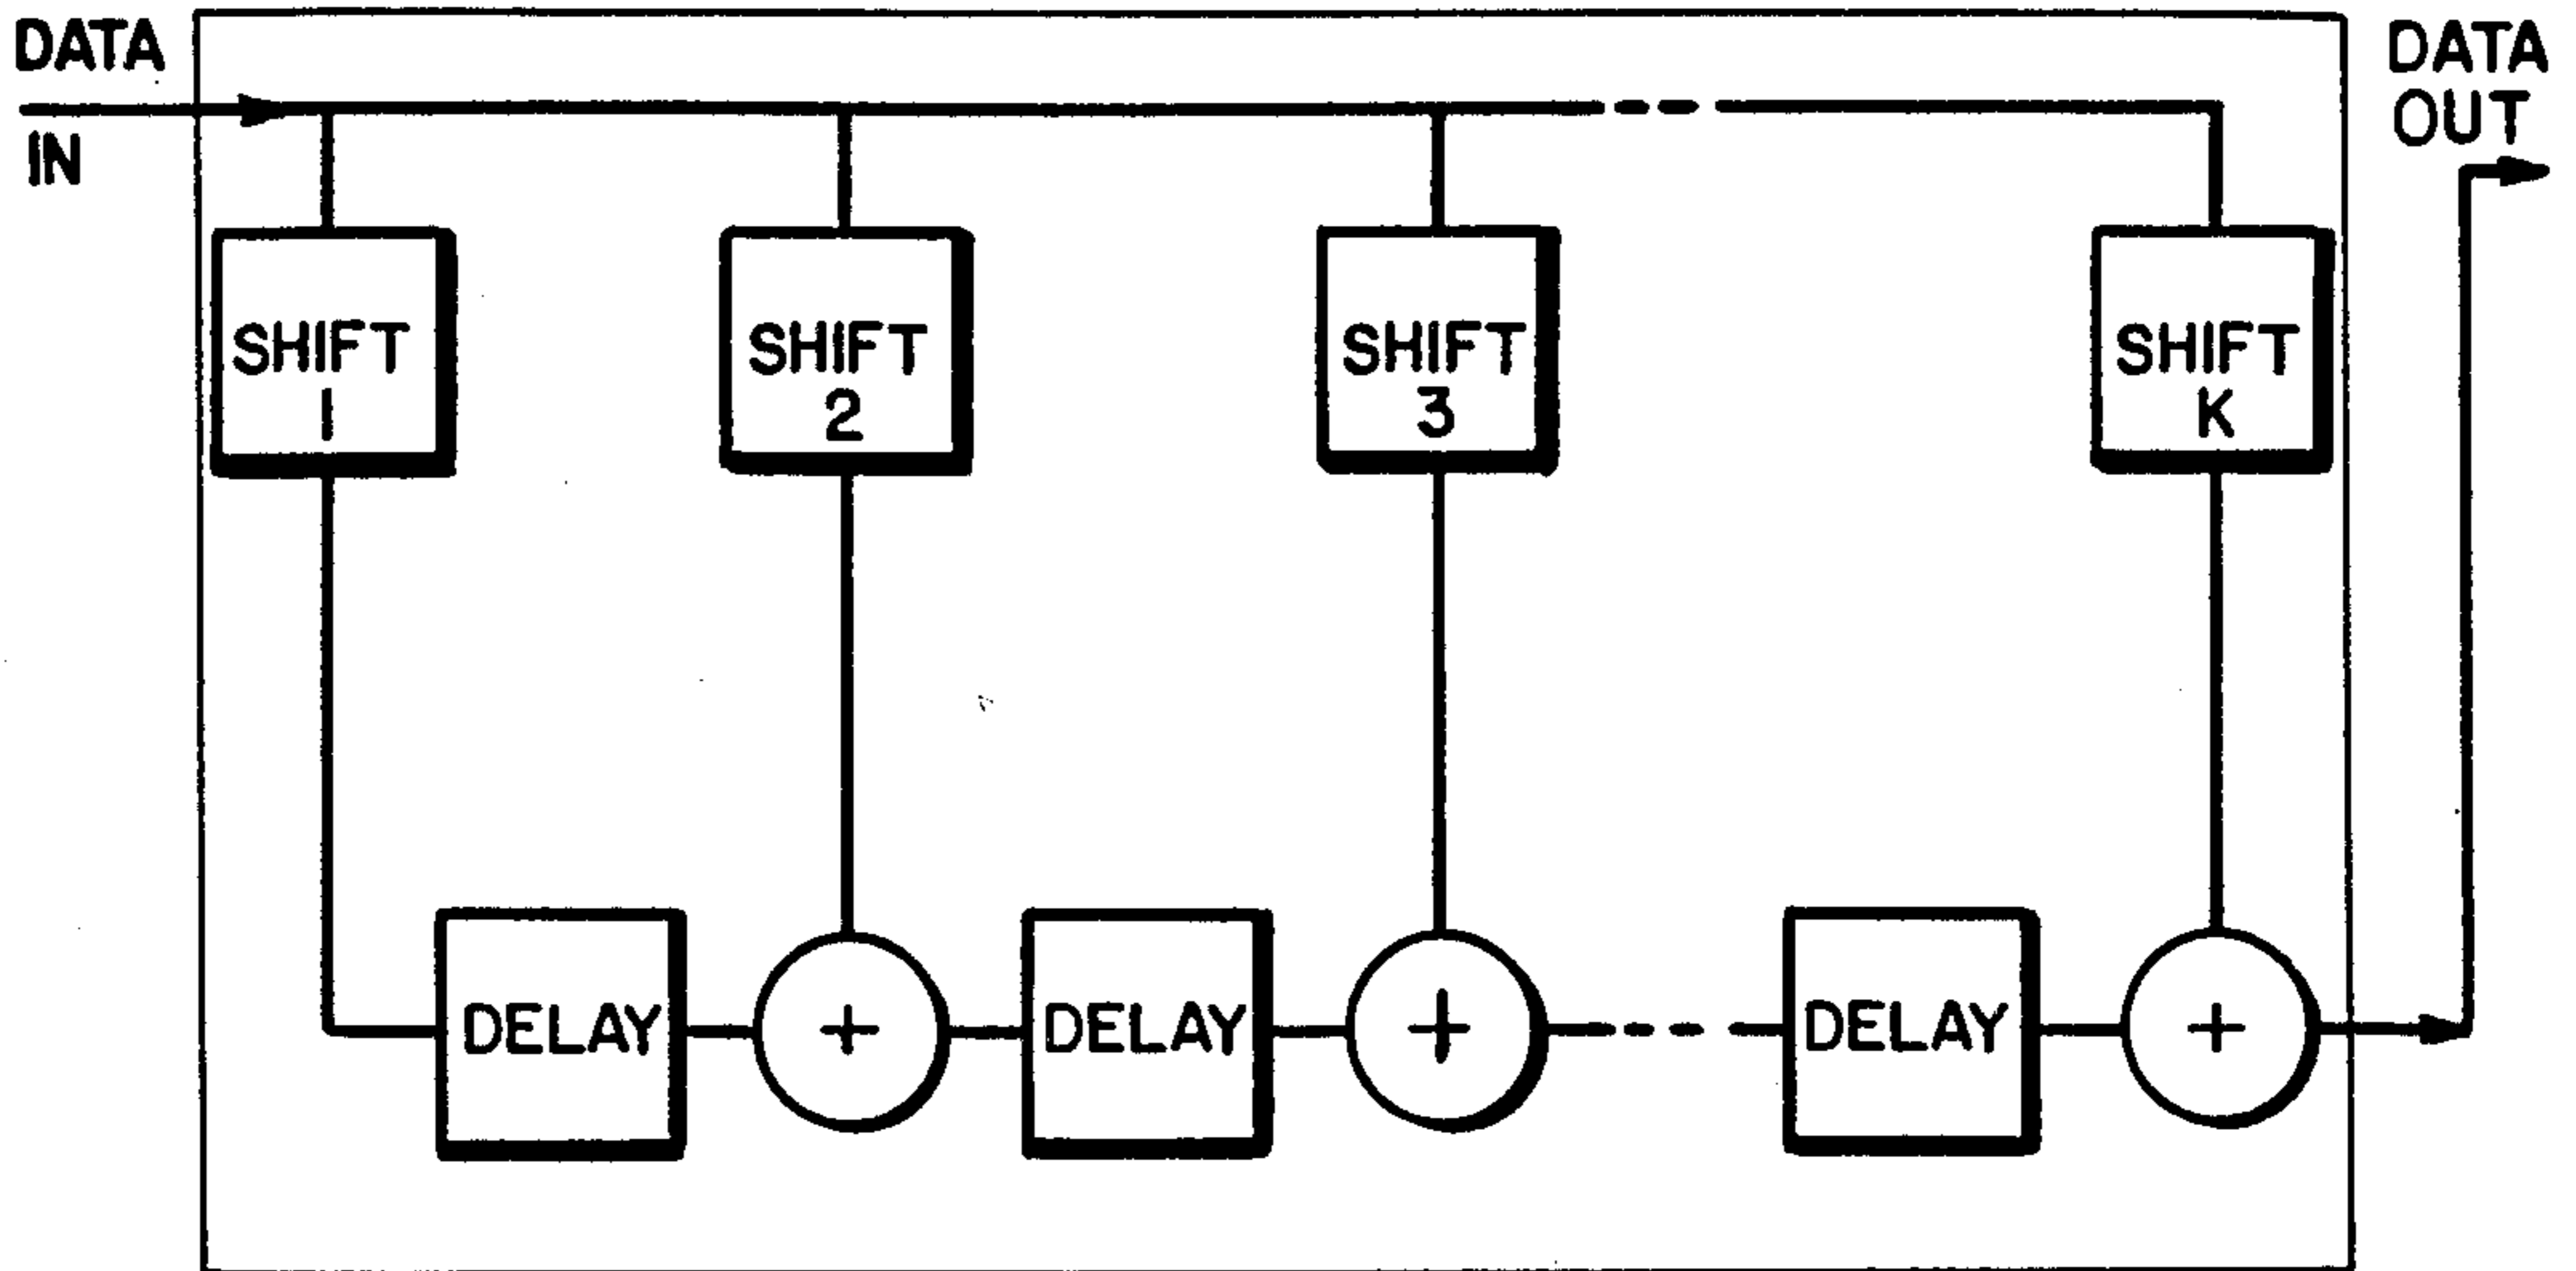 DATA
IN
DATA
OUT
SHIFT
1
SHIFT
2
SHIFT
3
SHIFT
K
DELAY
+
DELAY
+
DELAY
+